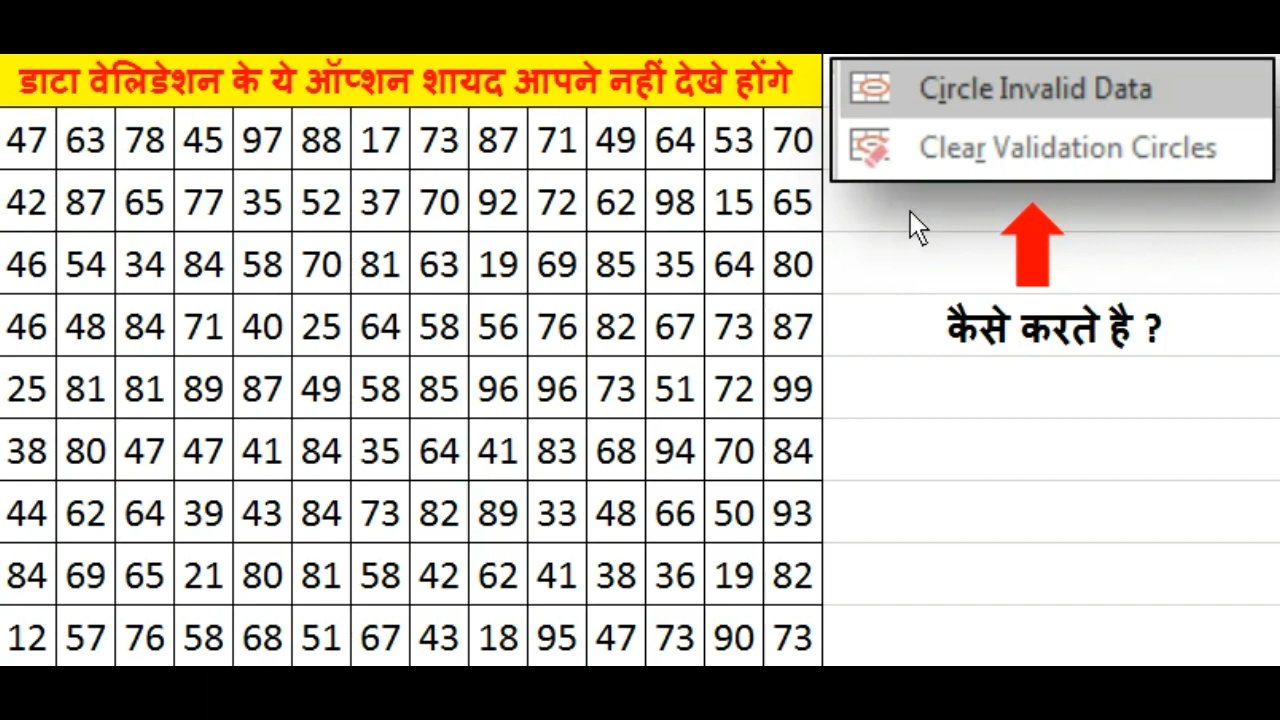 डाटा वेलिडेशन के ये ऑप्शन शायद आपने नहीं देखे होंगे
47 63 78 45 97 88 17 73 87 71 49 64 53 70
42 87 65 77 35 52 37 70 92 72 62 98 15 65
46 54 34 84 58 70 81 63 19 69 85 35 64 80
46 48 84 71 40 25 64 58 56 76 82 67 73 87
25 81 81 89 87 49 58 85 96 96 73 51 72 99
38 80 47 47 41 84 35 64 41 83 68 94 70 84
44 62 64 39 43 84 73 82 89 33 48 66 50 93
84 69 65 21 80 81 58 42 62 41 38 36 19 82
12 57 76 58 68 51 67 43 18 95 47 73 90 73
Circle Invalid Data
Clear Validation Circles
कैसे करते है ?